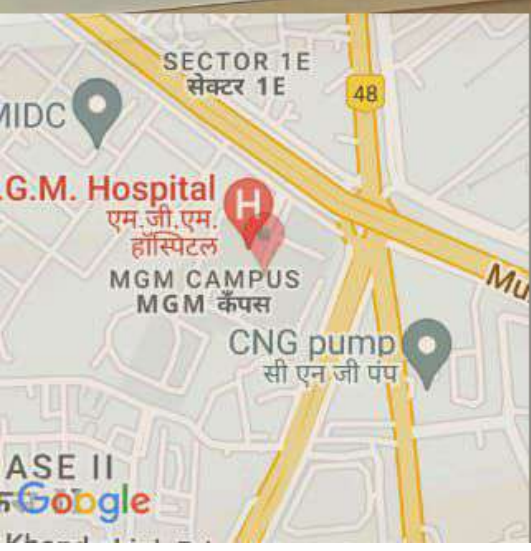 SECTOR 1E
सेक्टर 1E
48
MIDC
.G.M. Hospital
एम.जी.एम.
हॉस्पिटल
MGM CAMPUS
MGM कँपस
Mu
CNG pump
सी एन जी पंप
ASE II
Google